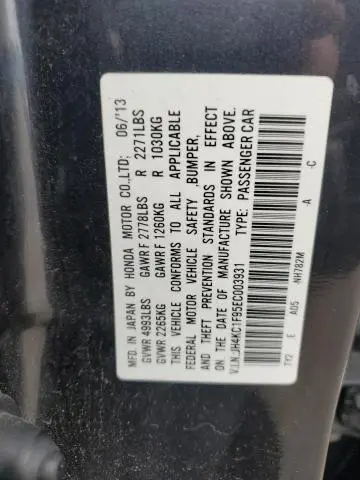 MFD. IN JAPAN BY HONDA MOTOR CO.,LTD: 06/'13
GVWR 4993LBS GAWR F 2778LBS R 2271LBS
GVWR 2265KG GAWR F 1260KG R 1030KG
THIS VEHICLE CONFORMS TO ALL APPLICABLE
FEDERAL MOTOR VEHICLE SAFETY ,BUMPER,
AND THEFT PREVENTION STANDARDS IN EFFECT
ON THE DATE OF MANUFACTURE SHOWN ABOVE.
V.I.N. JH4KC1F95EC003931 TYPE: PASSENGER CAR
TY2 E A05 -NH782M -A -C